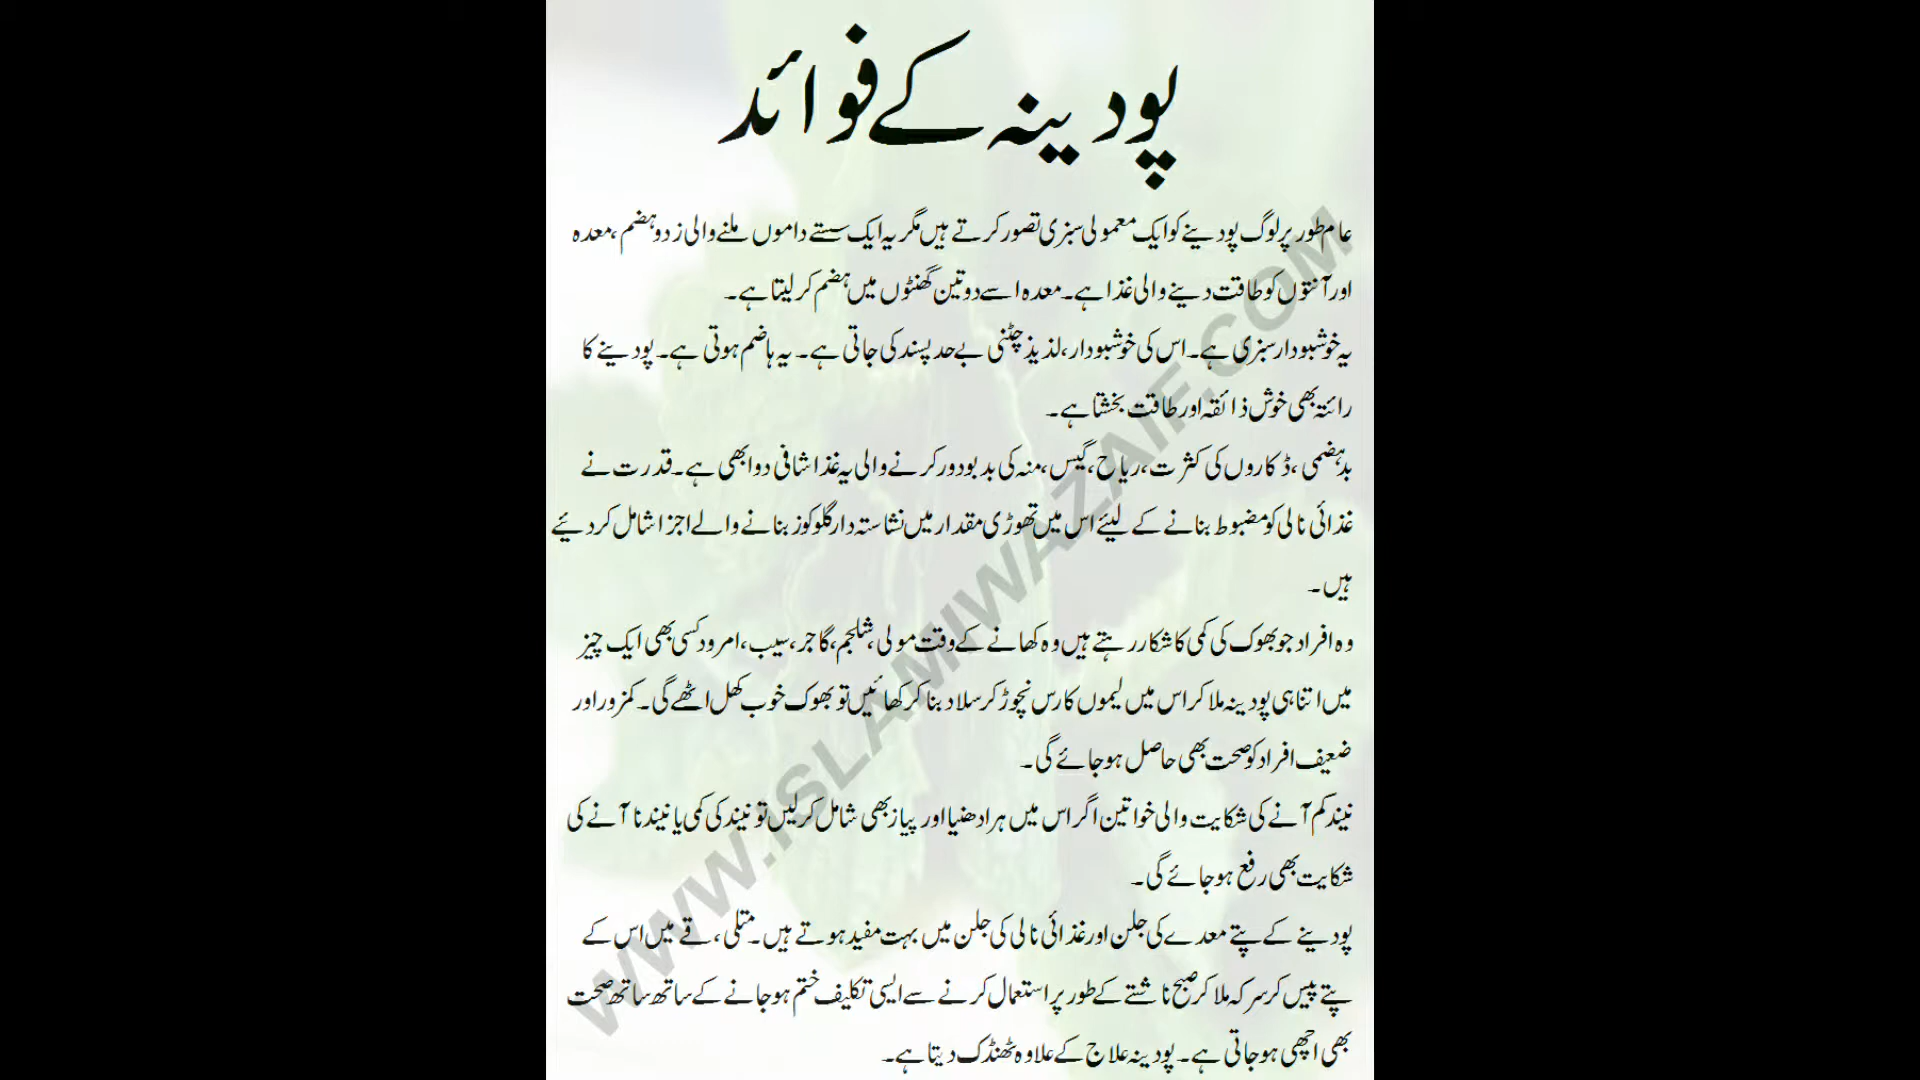 پودینہ کے فوائد
عام طور پر لوگ پودینے کو ایک معمولی سبزی تصور کرتے ہیں مگر یہ ایک سستے داموں ملنے والی زود ہضم، معدہ
اور آنتوں کو طاقت دینے والی غذا ہے۔ معدہ اسے دو تین گھنٹوں میں ہضم کر لیتا ہے۔
یہ خوشبودار سبزی ہے۔ اس کی خوشبودار، لذیذ چٹنی بے حد پسند کی جاتی ہے۔ یہ ہاضم ہوتی ہے۔ پودینے کا
رائتہ بھی خوش ذائقہ اور طاقت بخشتا ہے۔
بدہضمی، ڈکاروں کی کثرت، ریاح، گیس، منہ کی بدبو دور کرنے والی یہ غذا شافی دوا بھی ہے۔ قدرت نے
غذائی نالی کو مضبوط بنانے کے لیئے اس میں تھوڑی مقدار میں نشاستہ دار گلوکوز بنانے والے اجزا شامل کر دئیے
ہیں۔
وہ افراد جو بھوک کی کمی کا شکار رہتے ہیں وہ کھانے کے وقت مولی، شلجم، گاجر، سیب، امرود کسی بھی ایک چیز
میں اتنا ہی پودینہ ملا کر اس میں لیموں کا رس نچوڑ کر سلاد بنا کر کھائیں تو بھوک خوب کھل اٹھے گی۔ کمزور اور
ضعیف افراد کو صحت بھی حاصل ہو جائے گی۔
نیند کم آنے کی شکایت والی خواتین اگر اس میں ہرا دھنیا اور پیاز بھی شامل کر لیں تو نیند کی کمی یا نیند نا آنے کی
شکایت بھی رفع ہو جائے گی۔
پودینے کے پتے معدے کی جلن اور غذائی نالی کی جلن میں بہت مفید ہوتے ہیں۔ متلی، قے میں اس کے
پتے پیس کر سرکہ ملا کر صبح ناشتے کے طور پر استعمال کرنے سے ایسی تکلیف ختم ہو جانے کے ساتھ ساتھ صحت
بھی اچھی ہو جاتی ہے۔ پودینہ علاج کے علاوہ ٹھنڈک دیتا ہے۔
WWW.ISLAMIWAZAIF.COM